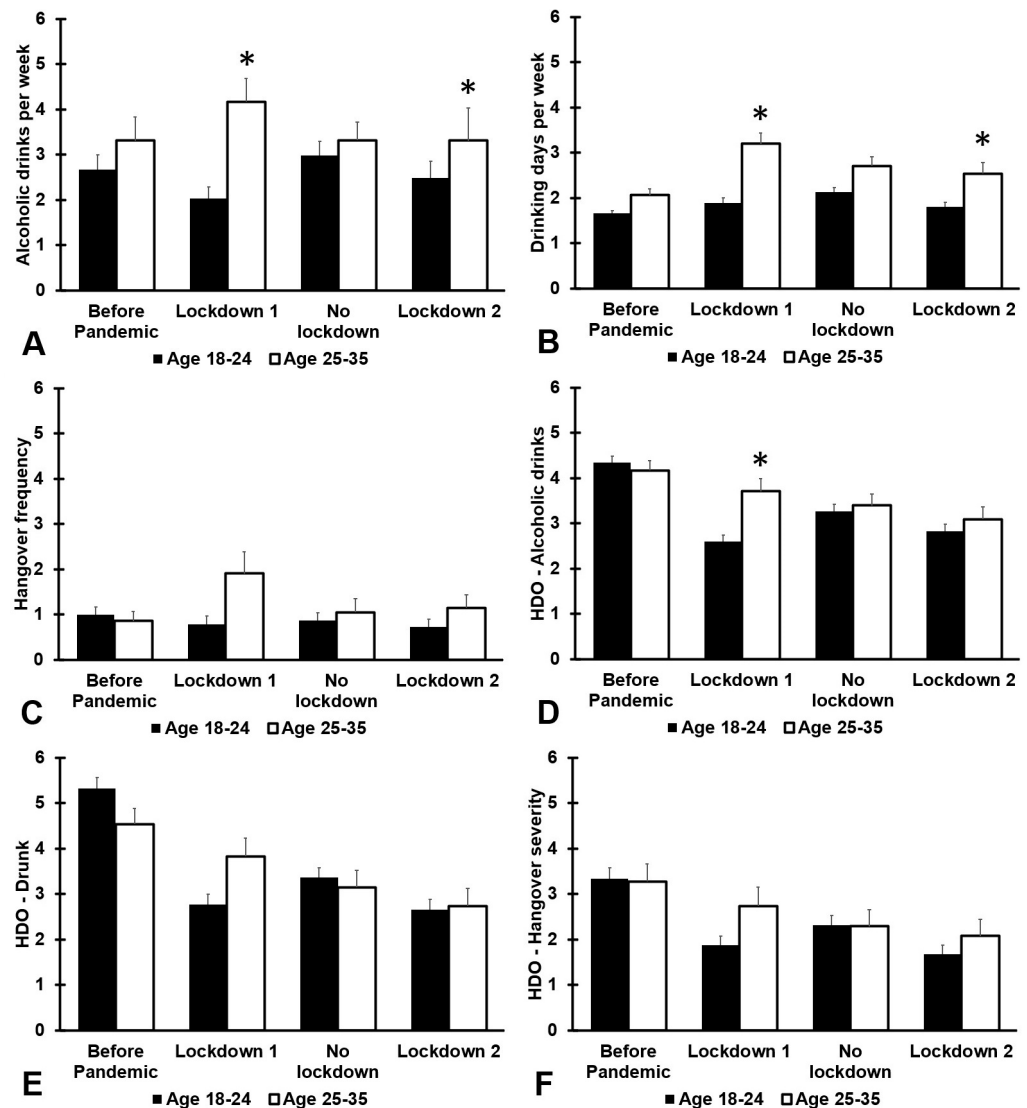 Alcoholic drinks per week
6
5
4
3
2
1
0
*
*
Before Pandemic
Lockdown 1
No lockdown
Lockdown 2
A
Age 18-24 Age 25-35
Drinking days per week
6
5
4
3
2
1
0
*
*
Before Pandemic
Lockdown 1
No lockdown
Lockdown 2
B
Age 18-24 Age 25-35
Hangover frequency
6
5
4
3
2
1
0
Before Pandemic
Lockdown 1
No lockdown
Lockdown 2
C
Age 18-24 Age 25-35
HDO - Alcoholic drinks
6
5
4
3
2
1
0
*
Before Pandemic
Lockdown 1
No lockdown
Lockdown 2
D
Age 18-24 Age 25-35
HDO - Drunk
6
5
4
3
2
1
0
Before Pandemic
Lockdown 1
No lockdown
Lockdown 2
E
Age 18-24 Age 25-35
HDO - Hangover severity
6
5
4
3
2
1
0
Before Pandemic
Lockdown 1
No lockdown
Lockdown 2
F
Age 18-24 Age 25-35